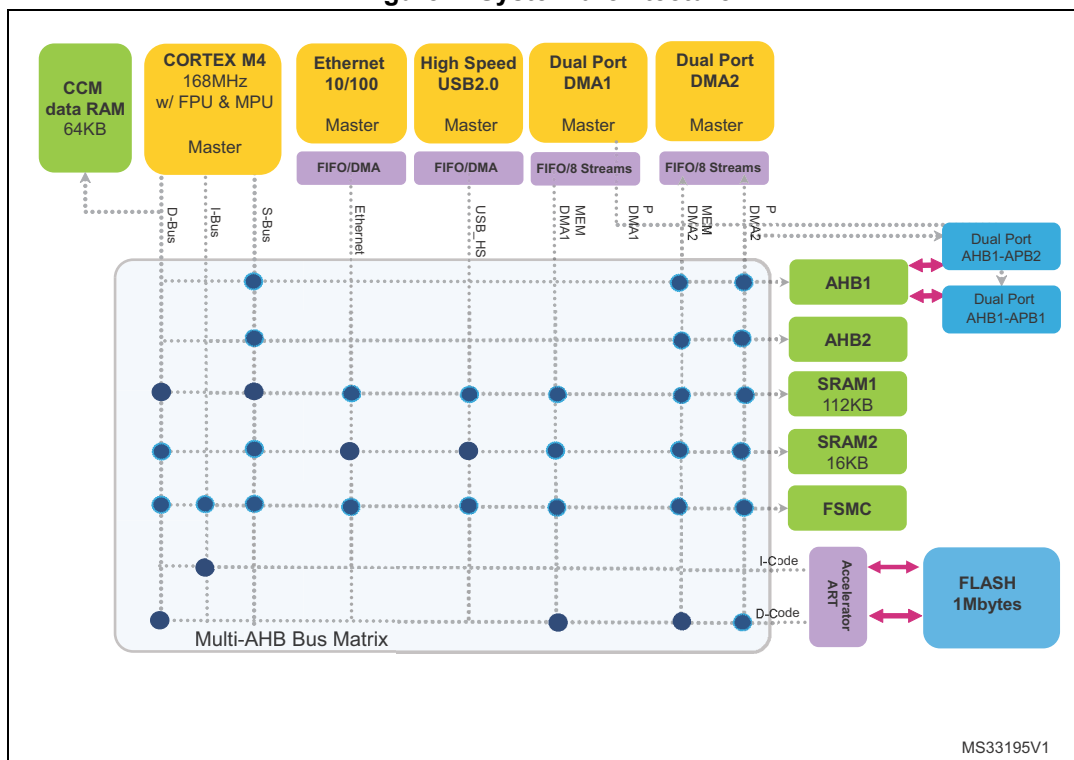 CCM
data RAM
64KB
CORTEX M4
168MHz
w/ FPU & MPU
Master
Ethernet
10/100
Master
High Speed
USB2.0
Master
Dual Port
DMA1
Master
Dual Port
DMA2
Master
FIFO/DMA
FIFO/DMA
FIFO/8 Streams
FIFO/8 Streams
D-Bus
I-Bus
S-Bus
Ethernet
USB_HS
MEM
DMA1
P
DMA1
MEM
DMA2
P
DMA2
Dual Port
AHB1-APB2
Dual Port
AHB1-APB1
AHB1
AHB2
SRAM1
112KB
SRAM2
16KB
FSMC
I-Code
D-Code
Accelerator
ART
FLASH
1Mbytes
Multi-AHB Bus Matrix
MS33195V1